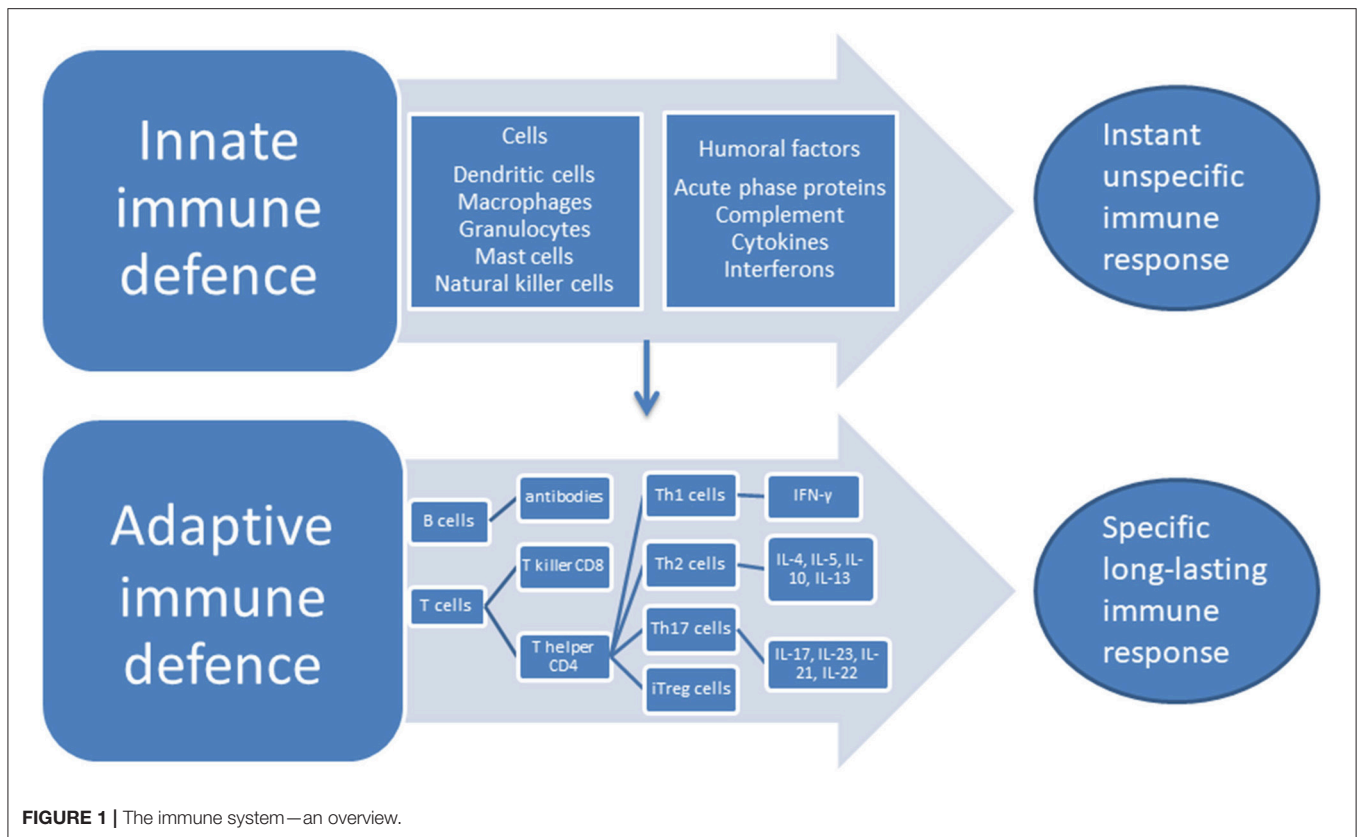 Innate
immune
defence
Cells
Dendritic cells
Macrophages
Granulocytes
Mast cells
Natural killer cells
Humoral factors
Acute phase proteins
Complement
Cytokines
Interferons
Instant
unspecific
immune
response
Adaptive
immune
defence
B cells
antibodies
T cells
T killer CD8
T helper
CD4
Th1 cells
IFN-γ
Th2 cells
IL-4, IL-5, IL-
10, IL-13
Th17 cells
IL-17, IL-23, IL-
21, IL-22
iTreg cells
Specific
long-lasting
immune
response
FIGURE 1 | The immune system—an overview.